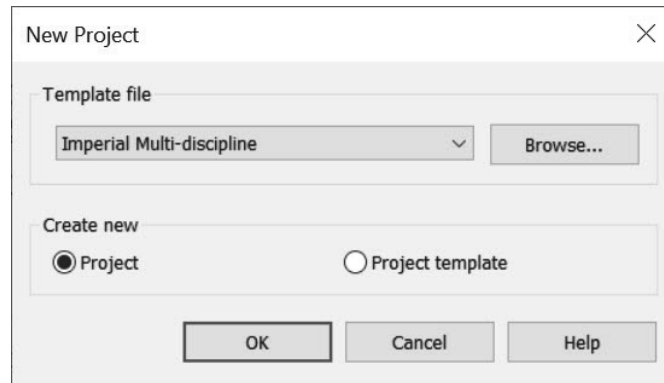 New Project
Template file
Imperial Multi-discipline
Browse...
Create new
Project
Project template
OK
Cancel
Help